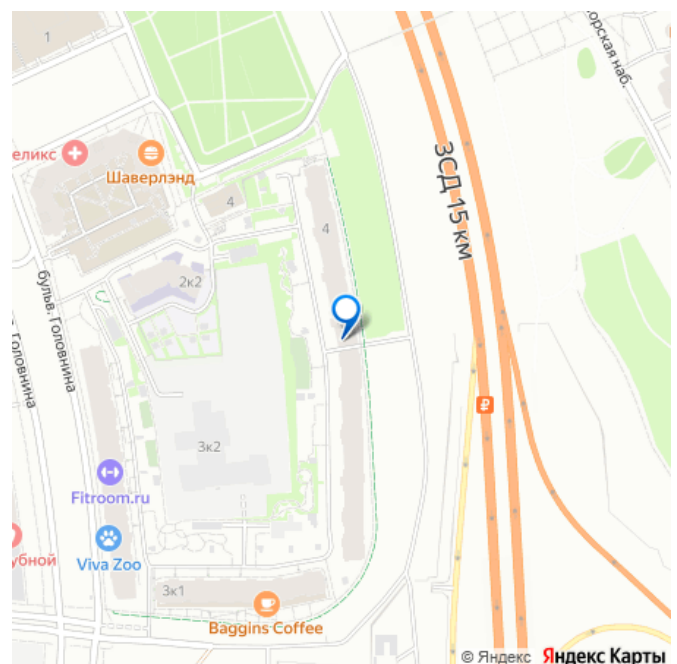 1
еликс
Шаверлэнд
4
4
2к2
бульв. Головнина
Головнина
ЗСД 15 км
орская наб.
3к2
Fitroom.ru
убной
Viva Zoo
3к1
Baggins Coffee
© Яндекс Яндекс Карты